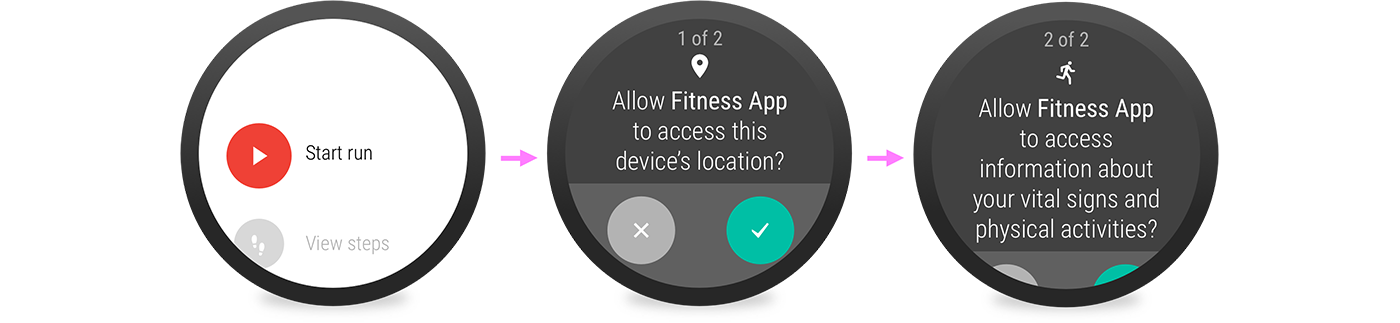 Start run
View steps
1 of 2
Allow Fitness App
to access this
device’s location?
2 of 2
Allow Fitness App
to access
information about
your vital signs and
physical activities?